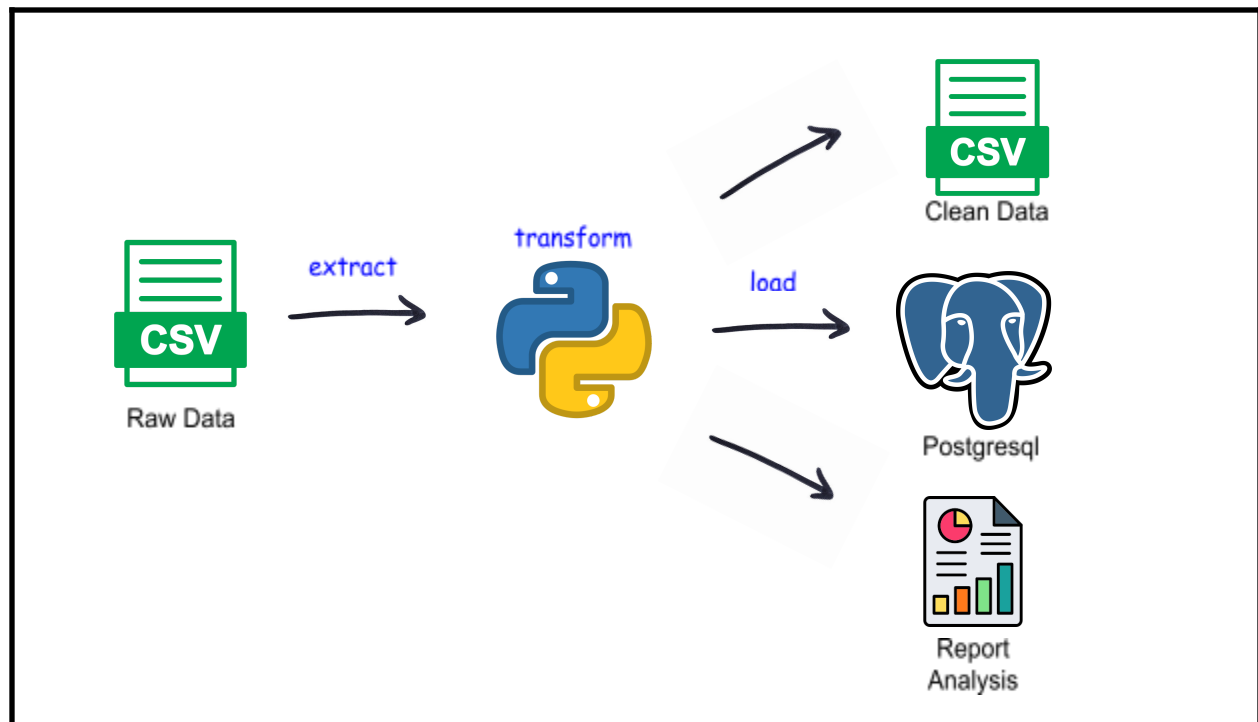 CSV
Raw Data
extract
transform
load
CSV
Clean Data
Postgresql
Report
Analysis